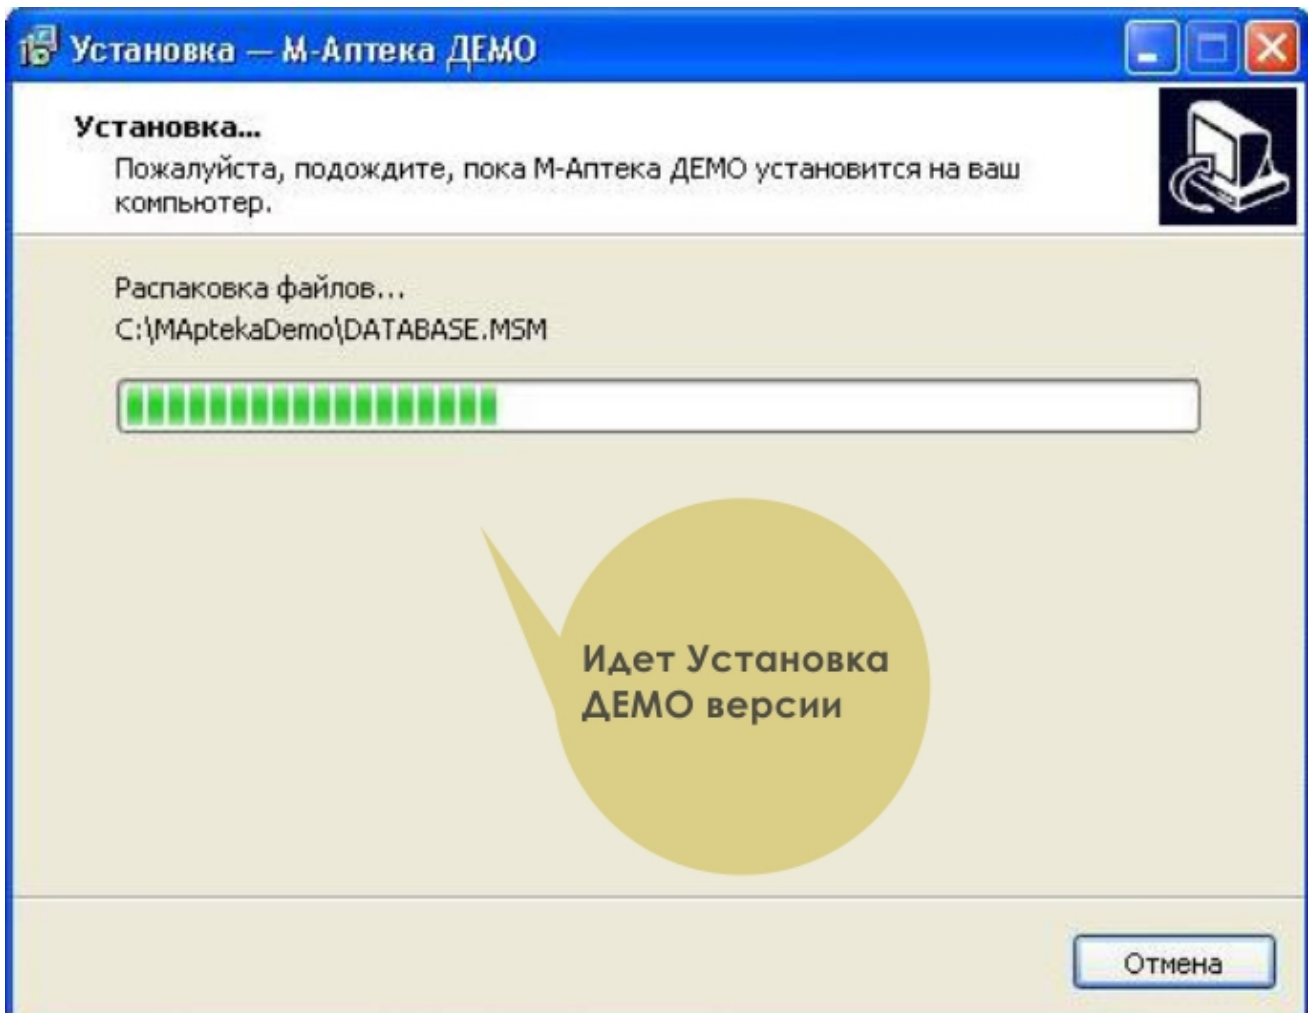 Установка — М-Аптека ДЕМО
Установка...
Пожалуйста, подождите, пока М-Аптека ДЕМО установится на ваш
компьютер.
Распаковка файлов...
C:\MAptekaDemo\DATABASE.MSM
Идет Установка
ДЕМО версии
Отмена